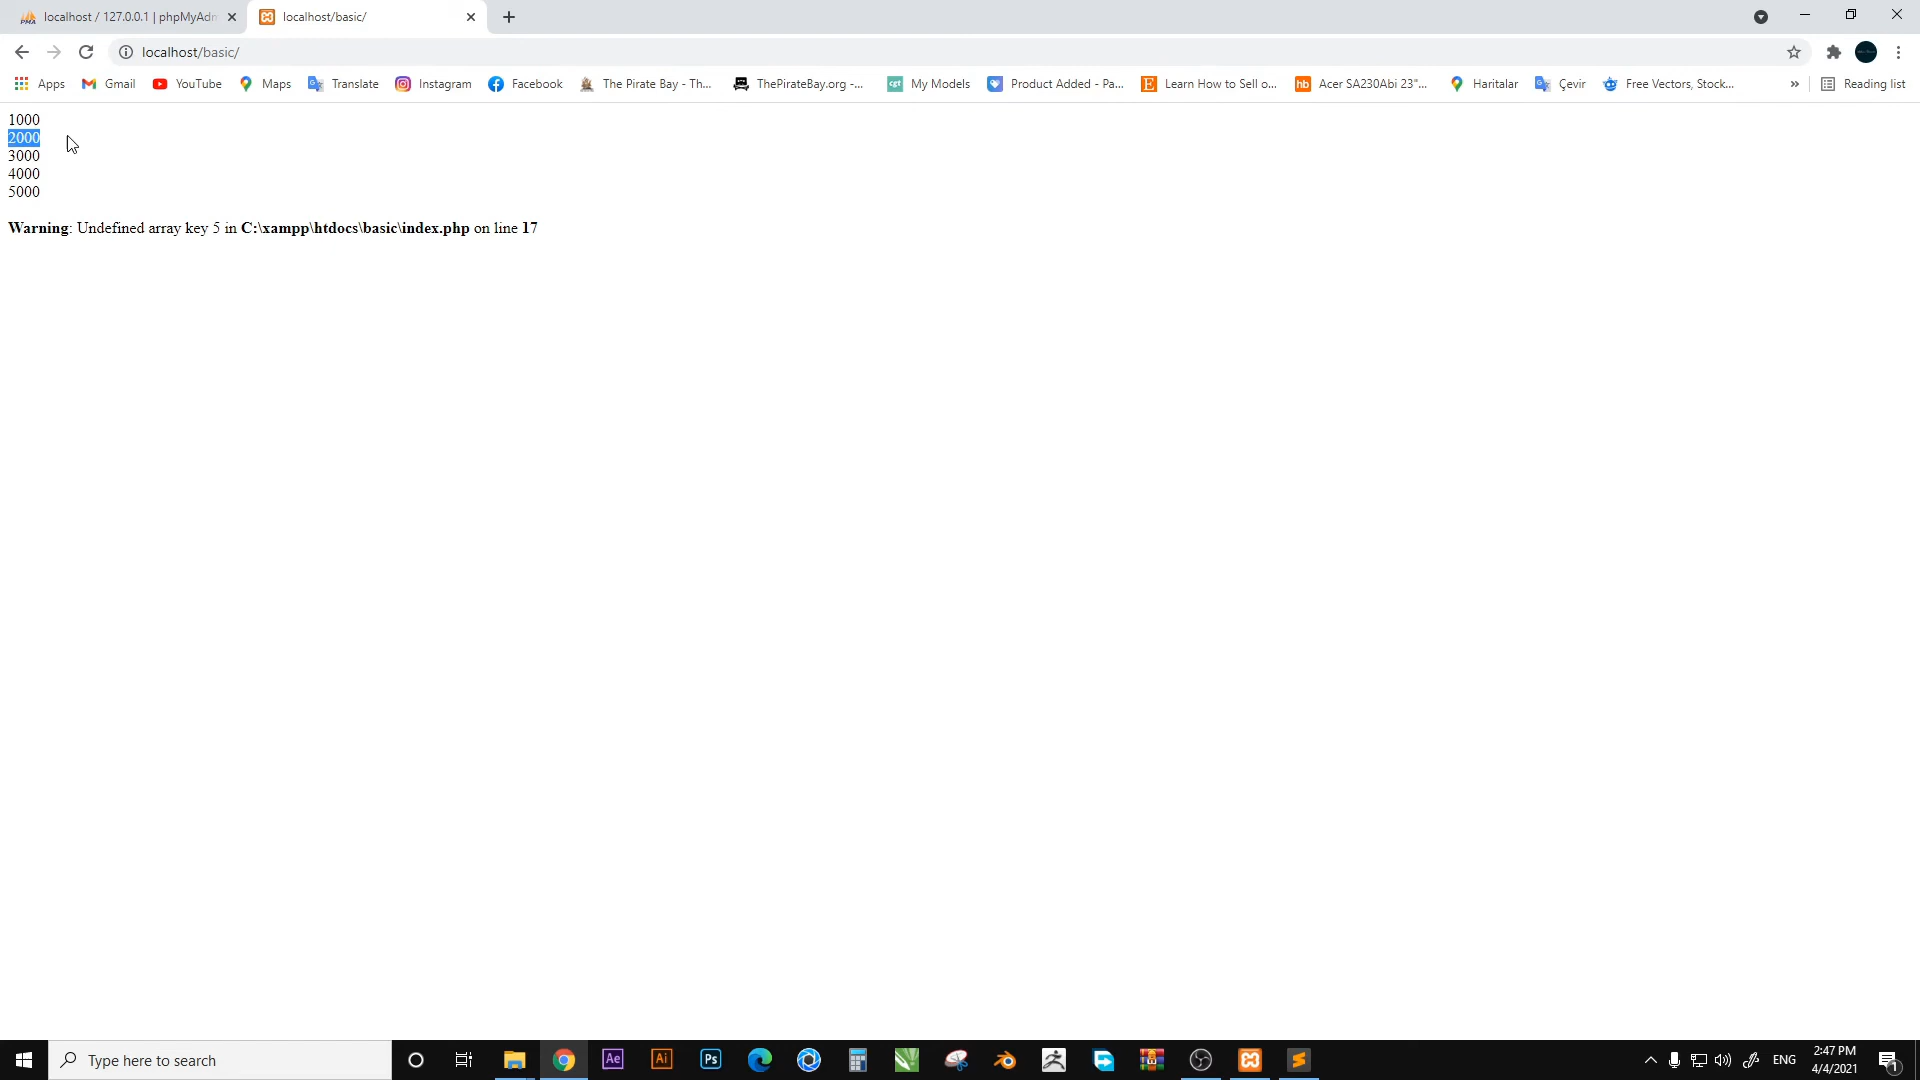 localhost / 127.0.0.1 | phpMyAdm
localhost/basic/
localhost/basic/
Apps Gmail YouTube Maps Translate Instagram Facebook The Pirate Bay - Th... ThePirateBay.org -... My Models Product Added - Pa... Learn How to Sell o... Acer SA230Abi 23"... Haritalar Çevir Free Vectors, Stock... » Reading list
1000
2000
3000
4000
5000
Warning: Undefined array key 5 in C:\xampp\htdocs\basic\index.php on line 17
Type here to search
ENG
2:47 PM
4/4/2021